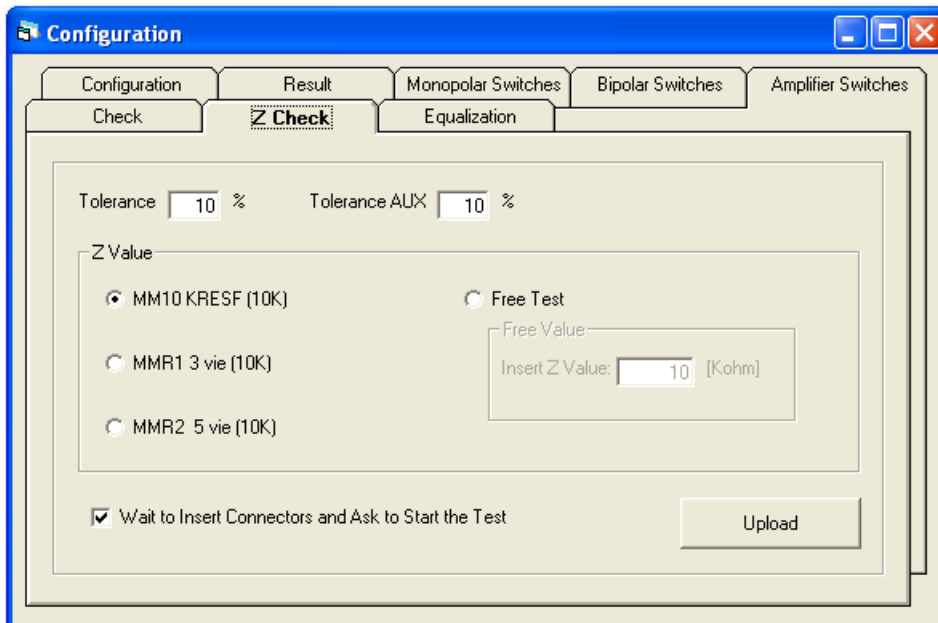 Configuration
Configuration Result Monopolar Switches Bipolar Switches Amplifier Switches
Check Z Check Equalization
Tolerance 10 % Tolerance AUX 10 %
Z Value
MM10 KRESF (10K) Free Test
Free Value
MMR1 3 vie (10K) Insert Z Value: 10 [Kohm]
MMR2 5 vie (10K)
Wait to Insert Connectors and Ask to Start the Test Upload